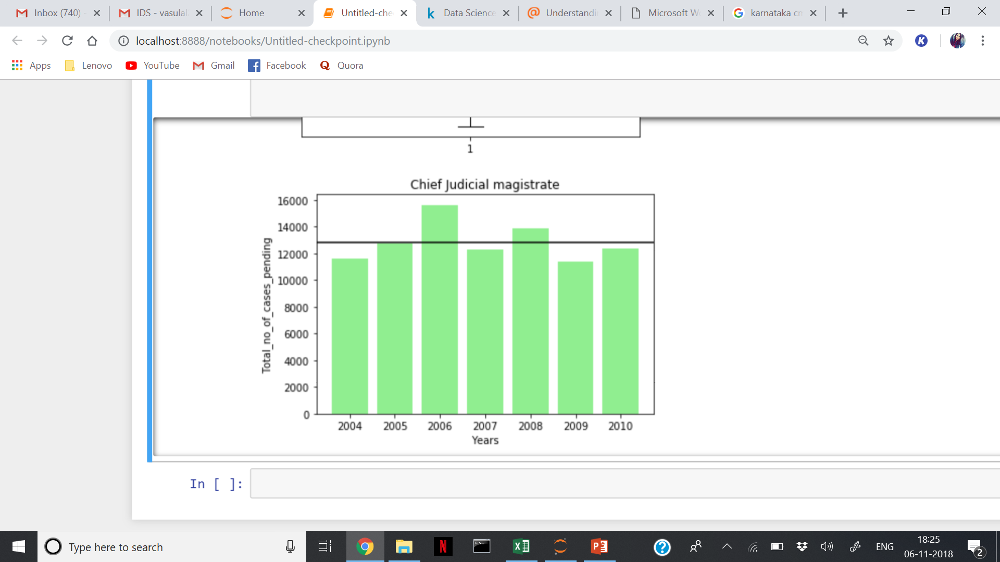 Inbox (740)
IDS - vasulal
Home
Untitled-che
Data Science
Understandin
Microsoft Wo
karnataka cm
localhost:8888/notebooks/Untitled-checkpoint.ipynb
Apps
Lenovo
YouTube
Gmail
Facebook
Quora
1
Chief Judicial magistrate
16000
14000
12000
10000
8000
6000
4000
2000
0
Total_no_of_cases_pending
2004 2005 2006 2007 2008 2009 2010
Years
In [ ]:
Type here to search
ENG
18:25
06-11-2018
2